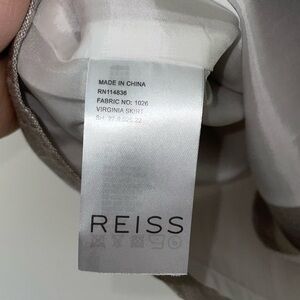 MADE IN CHINA
RN114836
FABRIC NO: 1026
VIRGINIA SKIRT
REISS